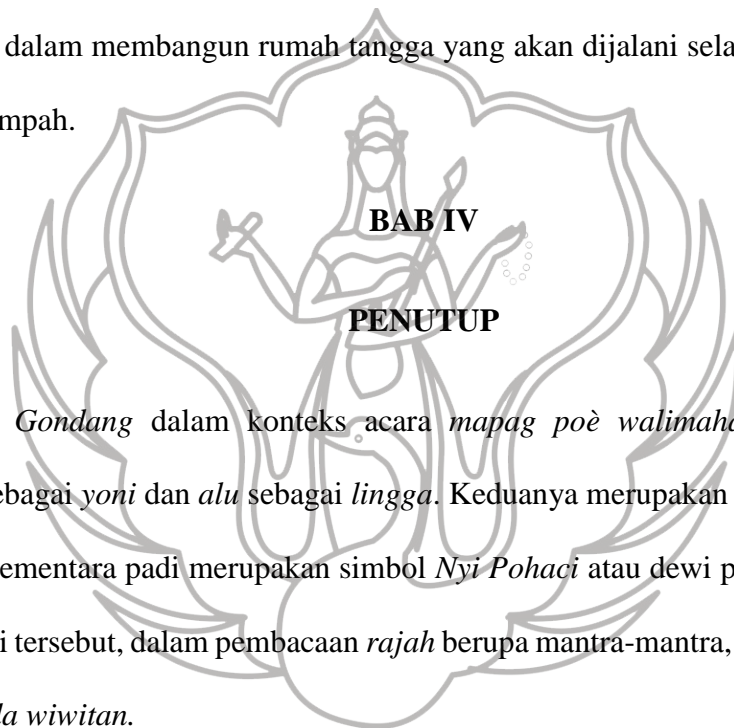 dalam membangun rumah tangga yang akan dijalani sela
mpah.
BAB IV
PENUTUP
Gondang dalam konteks acara mapag poè walimaha
ebagai yoni dan alu sebagai lingga. Keduanya merupakan
ementara padi merupakan simbol Nyi Pohaci atau dewi p
i tersebut, dalam pembacaan rajah berupa mantra-mantra,
la wiwitan.